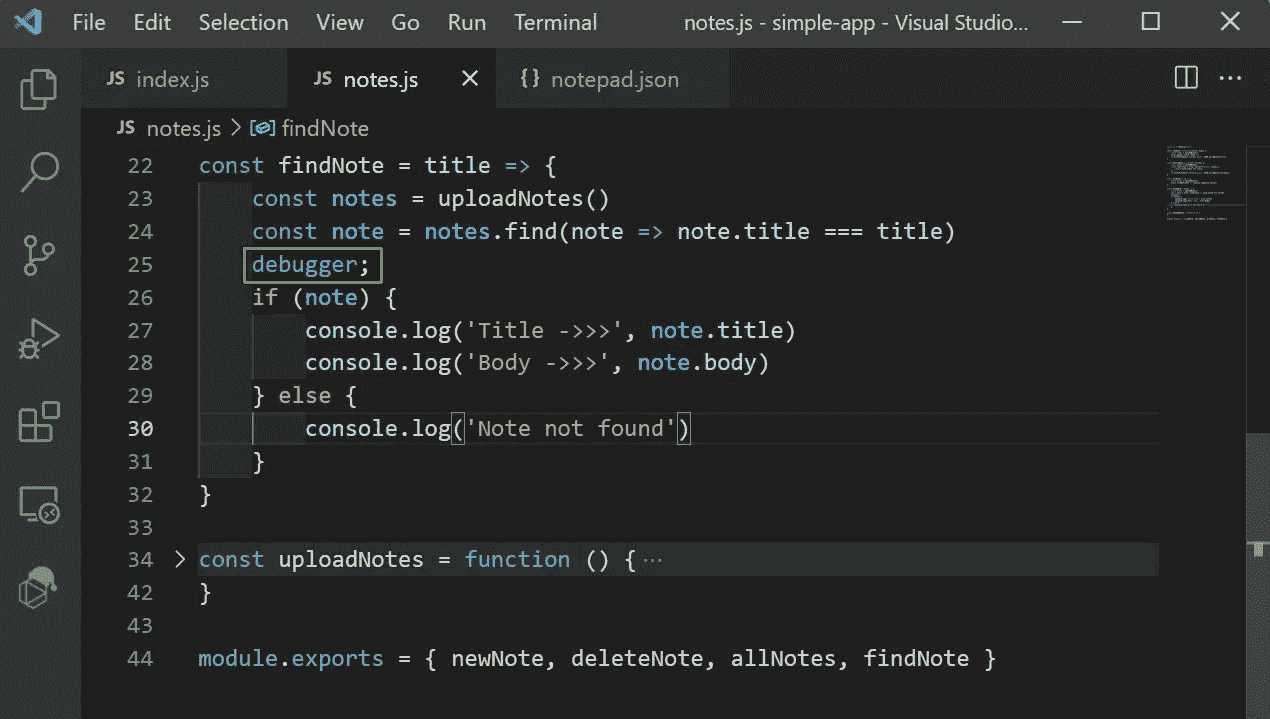 File Edit Selection View Go Run Terminal notes.js - simple-app - Visual Studio...
JS index.js JS notes.js {} notepad.json
JS notes.js > findNote
22 const findNote = title => {
23 const notes = uploadNotes()
24 const note = notes.find(note => note.title === title)
25 debugger;
26 if (note) {
27 console.log('Title ->>>', note.title)
28 console.log('Body ->>>', note.body)
29 } else {
30 console.log('Note not found')
31 }
32 }
33
34 > const uploadNotes = function () {···
42 }
43
44 module.exports = { newNote, deleteNote, allNotes, findNote }